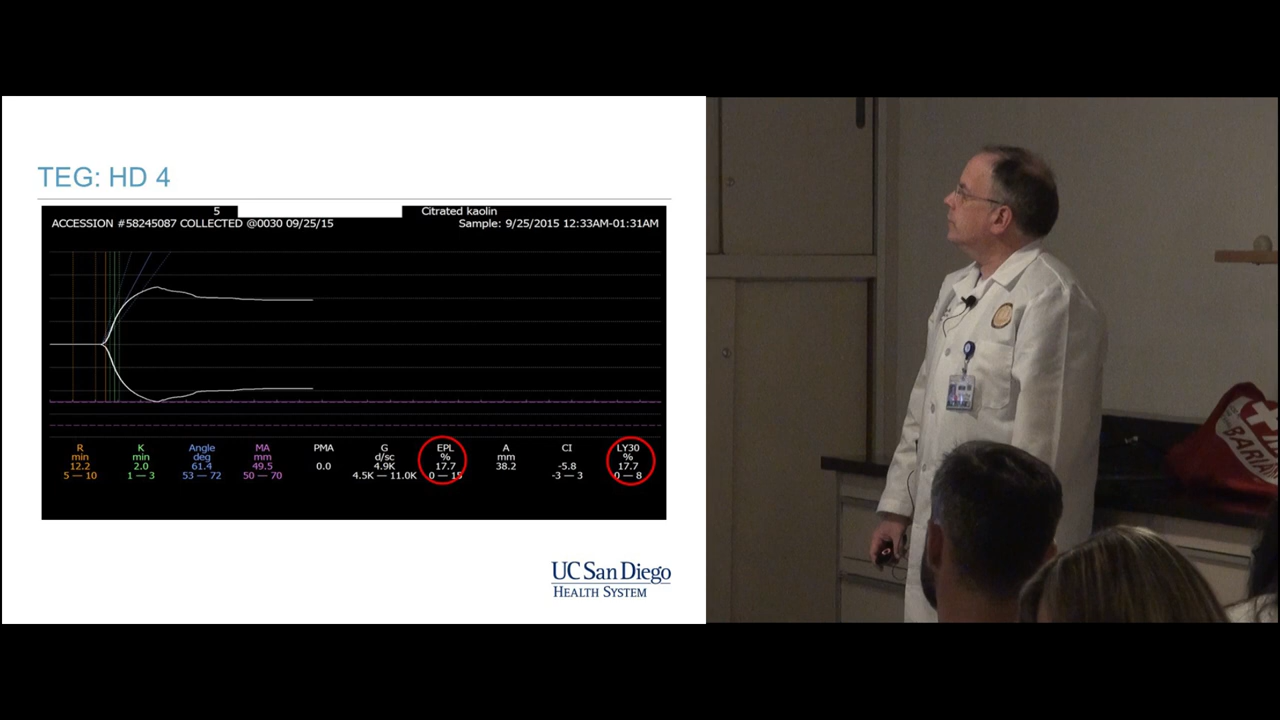 TEG: HD 4
5 Citrated kaolin
ACCESSION #58245087 COLLECTED @0030 09/25/15 Sample: 9/25/2015 12:33AM-01:31AM
R K Angle MA PMA G EPL A CI LY30
min min deg mm d/sc % mm %
12.2 2.0 61.4 49.5 0.0 4.9K 17.7 38.2 -5.8 17.7
5 — 10 1 — 3 53 — 72 50 — 70 4.5K — 11.0K 0 — 15 -3 — 3 0 — 8
UC San Diego
HEALTH SYSTEM
BARIA